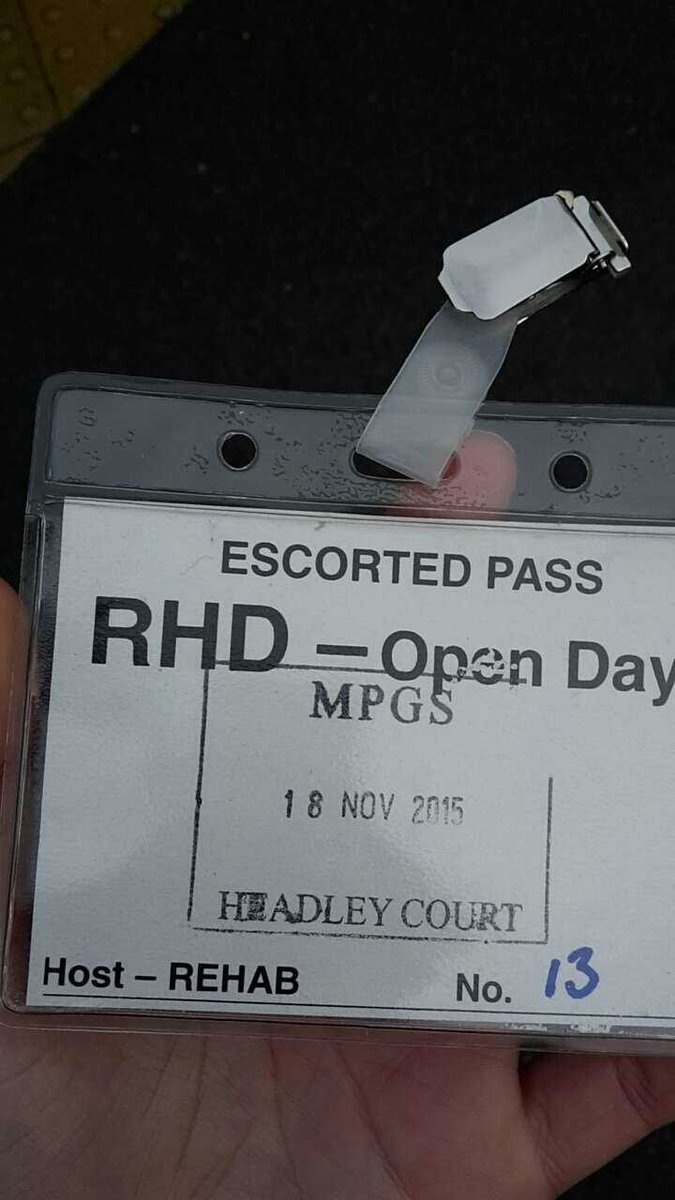 ESCORTED PASS
RHD – Open Day
MPGS
18 NOV 2015
HEADLEY COURT
Host – REHAB No. 13